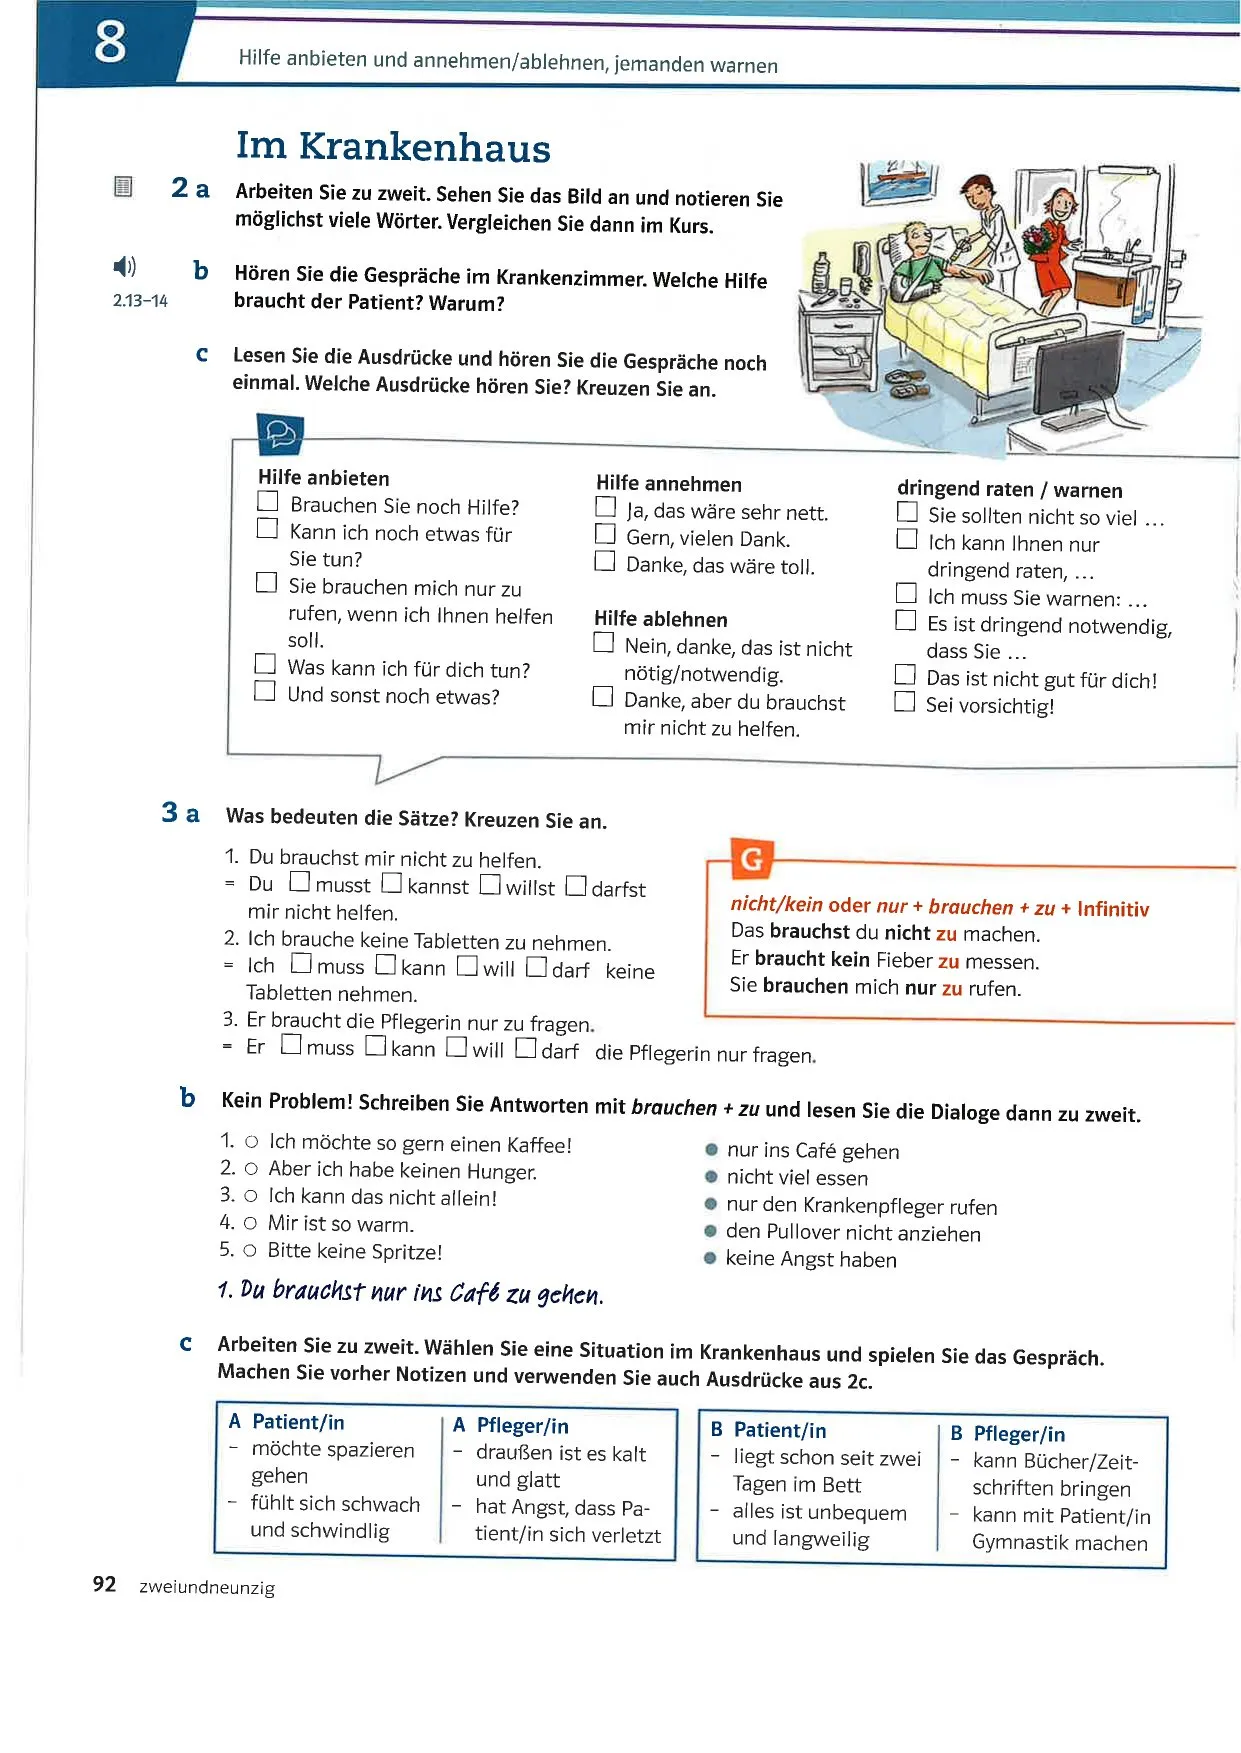 8
Hilfe anbieten und annehmen/ablehnen, jemanden warnen
Im Krankenhaus
2 a Arbeiten Sie zu zweit. Sehen Sie das Bild an und notieren Sie
möglichst viele Wörter. Vergleichen Sie dann im Kurs.
b Hören Sie die Gespräche im Krankenzimmer. Welche Hilfe
2.13–14 braucht der Patient? Warum?
c Lesen Sie die Ausdrücke und hören Sie die Gespräche noch
einmal. Welche Ausdrücke hören Sie? Kreuzen Sie an.
Hilfe anbieten
☐ Brauchen Sie noch Hilfe?
☐ Kann ich noch etwas für
Sie tun?
☐ Sie brauchen mich nur zu
rufen, wenn ich Ihnen helfen
soll.
☐ Was kann ich für dich tun?
☐ Und sonst noch etwas?
Hilfe annehmen
☐ Ja, das wäre sehr nett.
☐ Gern, vielen Dank.
☐ Danke, das wäre toll.
Hilfe ablehnen
☐ Nein, danke, das ist nicht
nötig/notwendig.
☐ Danke, aber du brauchst
mir nicht zu helfen.
dringend raten / warnen
☐ Sie sollten nicht so viel ...
☐ Ich kann Ihnen nur
dringend raten, ...
☐ Ich muss Sie warnen: ...
☐ Es ist dringend notwendig,
dass Sie ...
☐ Das ist nicht gut für dich!
☐ Sei vorsichtig!
3 a Was bedeuten die Sätze? Kreuzen Sie an.
1. Du brauchst mir nicht zu helfen.
= Du ☐ musst ☐ kannst ☐ willst ☐ darfst
mir nicht helfen.
2. Ich brauche keine Tabletten zu nehmen.
= Ich ☐ muss ☐ kann ☐ will ☐ darf keine
Tabletten nehmen.
3. Er braucht die Pflegerin nur zu fragen.
= Er ☐ muss ☐ kann ☐ will ☐ darf die Pflegerin nur fragen.
G
nicht/kein oder nur + brauchen + zu + Infinitiv
Das brauchst du nicht zu machen.
Er braucht kein Fieber zu messen.
Sie brauchen mich nur zu rufen.
b Kein Problem! Schreiben Sie Antworten mit brauchen + zu und lesen Sie die Dialoge dann zu zweit.
1. ○ Ich möchte so gern einen Kaffee!
2. ○ Aber ich habe keinen Hunger.
3. ○ Ich kann das nicht allein!
4. ○ Mir ist so warm.
5. ○ Bitte keine Spritze!
● nur ins Café gehen
● nicht viel essen
● nur den Krankenpfleger rufen
● den Pullover nicht anziehen
● keine Angst haben
1. Du brauchst nur ins Café zu gehen.
c Arbeiten Sie zu zweit. Wählen Sie eine Situation im Krankenhaus und spielen Sie das Gespräch.
Machen Sie vorher Notizen und verwenden Sie auch Ausdrücke aus 2c.
A Patient/in
– möchte spazieren
gehen
– fühlt sich schwach
und schwindlig
A Pfleger/in
– draußen ist es kalt
und glatt
– hat Angst, dass Pa-
tient/in sich verletzt
B Patient/in
– liegt schon seit zwei
Tagen im Bett
– alles ist unbequem
und langweilig
B Pfleger/in
– kann Bücher/Zeit-
schriften bringen
– kann mit Patient/in
Gymnastik machen
92 zweiundneunzig